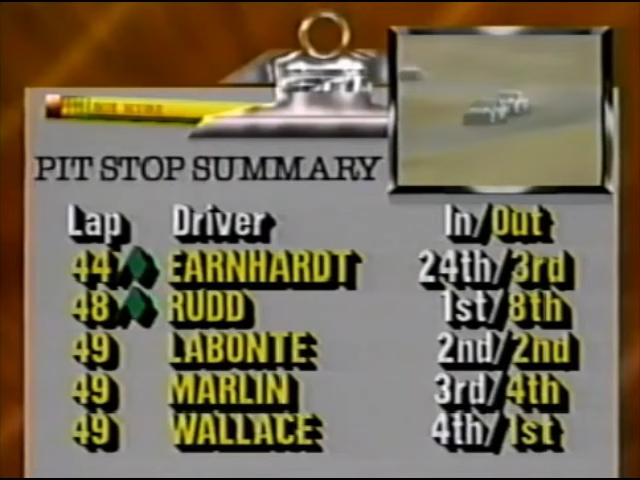 PIT STOP SUMMARY
Lap Driver In/Out
44 EARNHARDT 24th/3rd
48 RUDD 1st/8th
49 LABONTE 2nd/2nd
49 MARLIN 3rd/4th
49 WALLACE 4th/1st